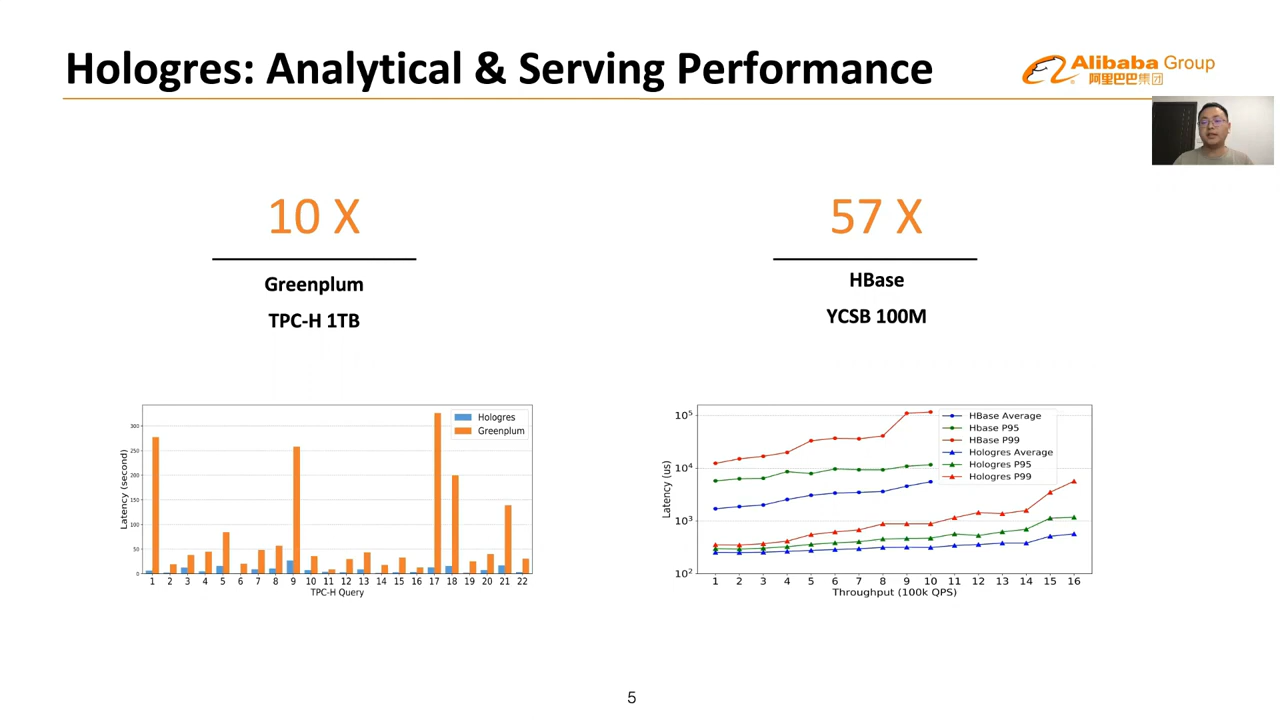 Hologres: Analytical & Serving Performance
Alibaba Group
阿里巴巴集团
10 X
Greenplum
TPC-H 1TB
57 X
HBase
YCSB 100M
Latency (second)
300
250
200
150
100
50
0
Hologres
Greenplum
1 2 3 4 5 6 7 8 9 10 11 12 13 14 15 16 17 18 19 20 21 22
TPC-H Query
Latency (us)
10⁵
10⁴
10³
10²
HBase Average
Hbase P95
HBase P99
Hologres Average
Hologres P95
Hologres P99
1 2 3 4 5 6 7 8 9 10 11 12 13 14 15 16
Throughput (100k QPS)
5